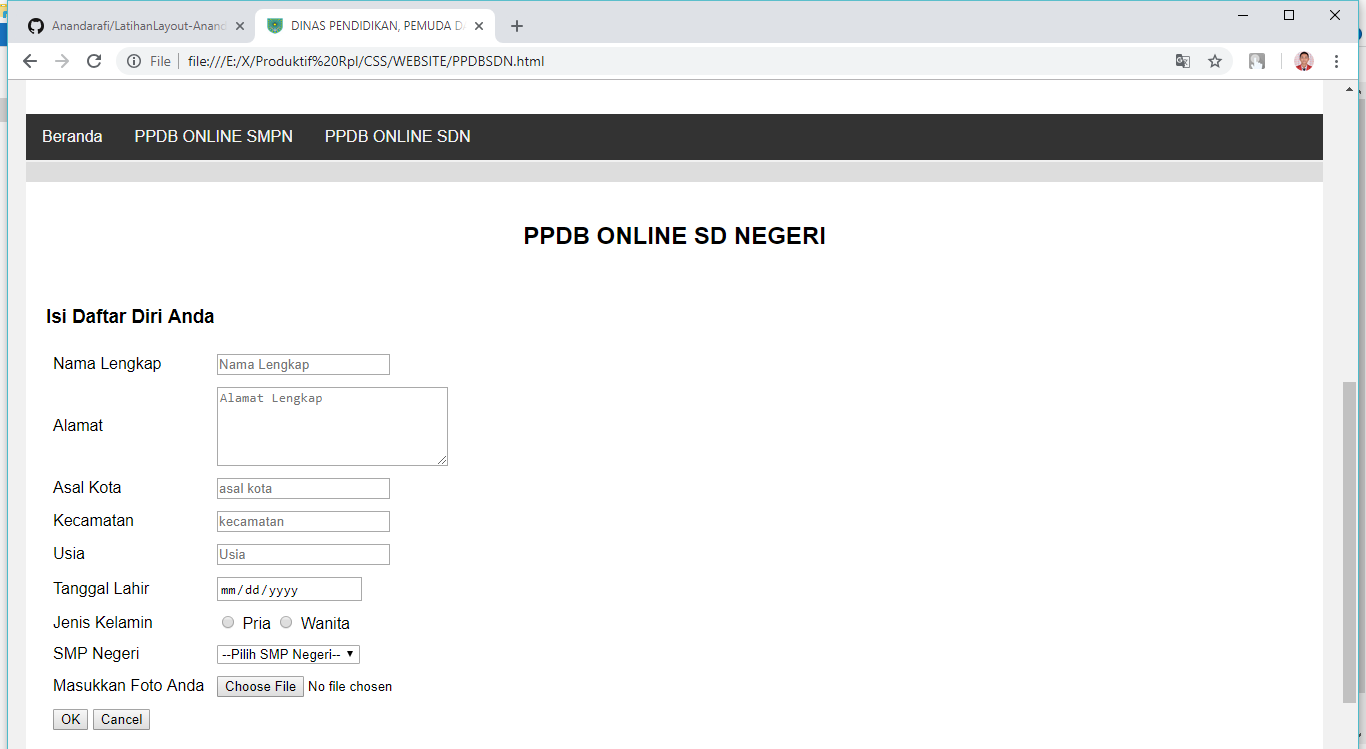 Anandarafi/LatihanLayout-Anand
DINAS PENDIDIKAN, PEMUDA DA
File
file:///E:/X/Produktif%20Rpl/CSS/WEBSITE/PPDBSDN.html
Beranda PPDB ONLINE SMPN PPDB ONLINE SDN
PPDB ONLINE SD NEGERI
Isi Daftar Diri Anda
Nama Lengkap Nama Lengkap
Alamat Alamat Lengkap
Asal Kota asal kota
Kecamatan kecamatan
Usia Usia
Tanggal Lahir mm/dd/yyyy
Jenis Kelamin Pria Wanita
SMP Negeri --Pilih SMP Negeri--
Masukkan Foto Anda Choose File No file chosen
OK Cancel